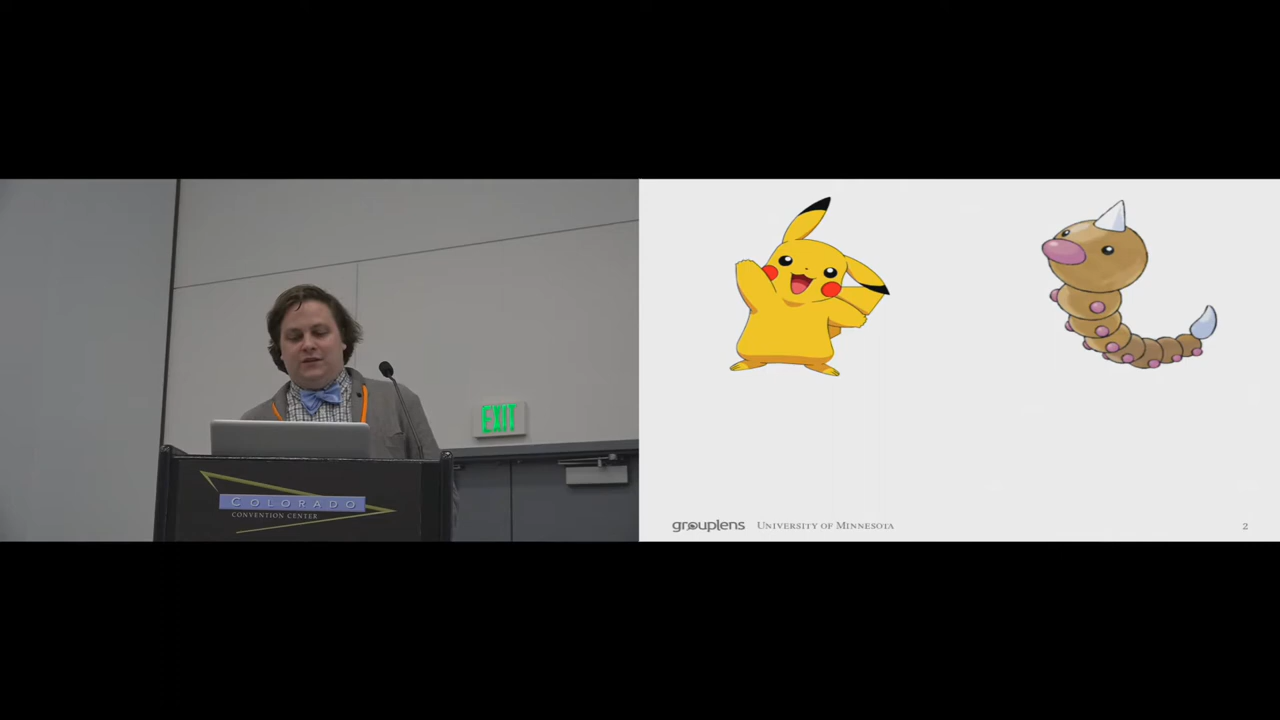 EXIT
COLORADO
CONVENTION CENTER
grouplens UNIVERSITY OF MINNESOTA 2